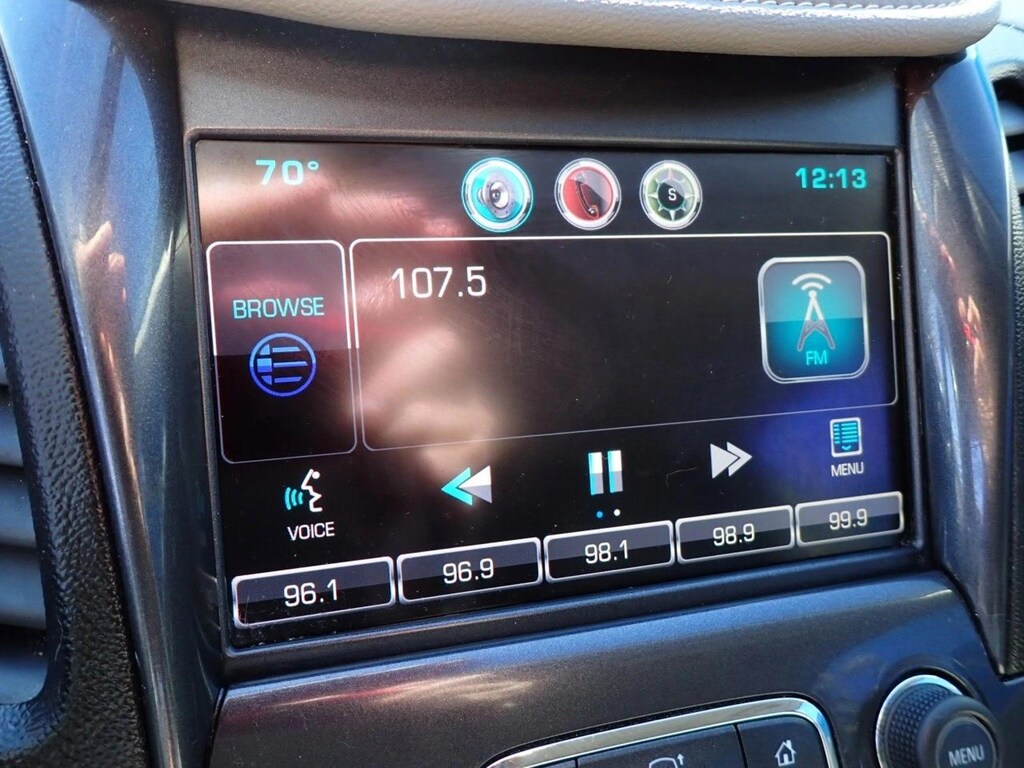 70° S 12:13
BROWSE
107.5
FM
VOICE
MENU
96.1 96.9 98.1 98.9 99.9
MENU